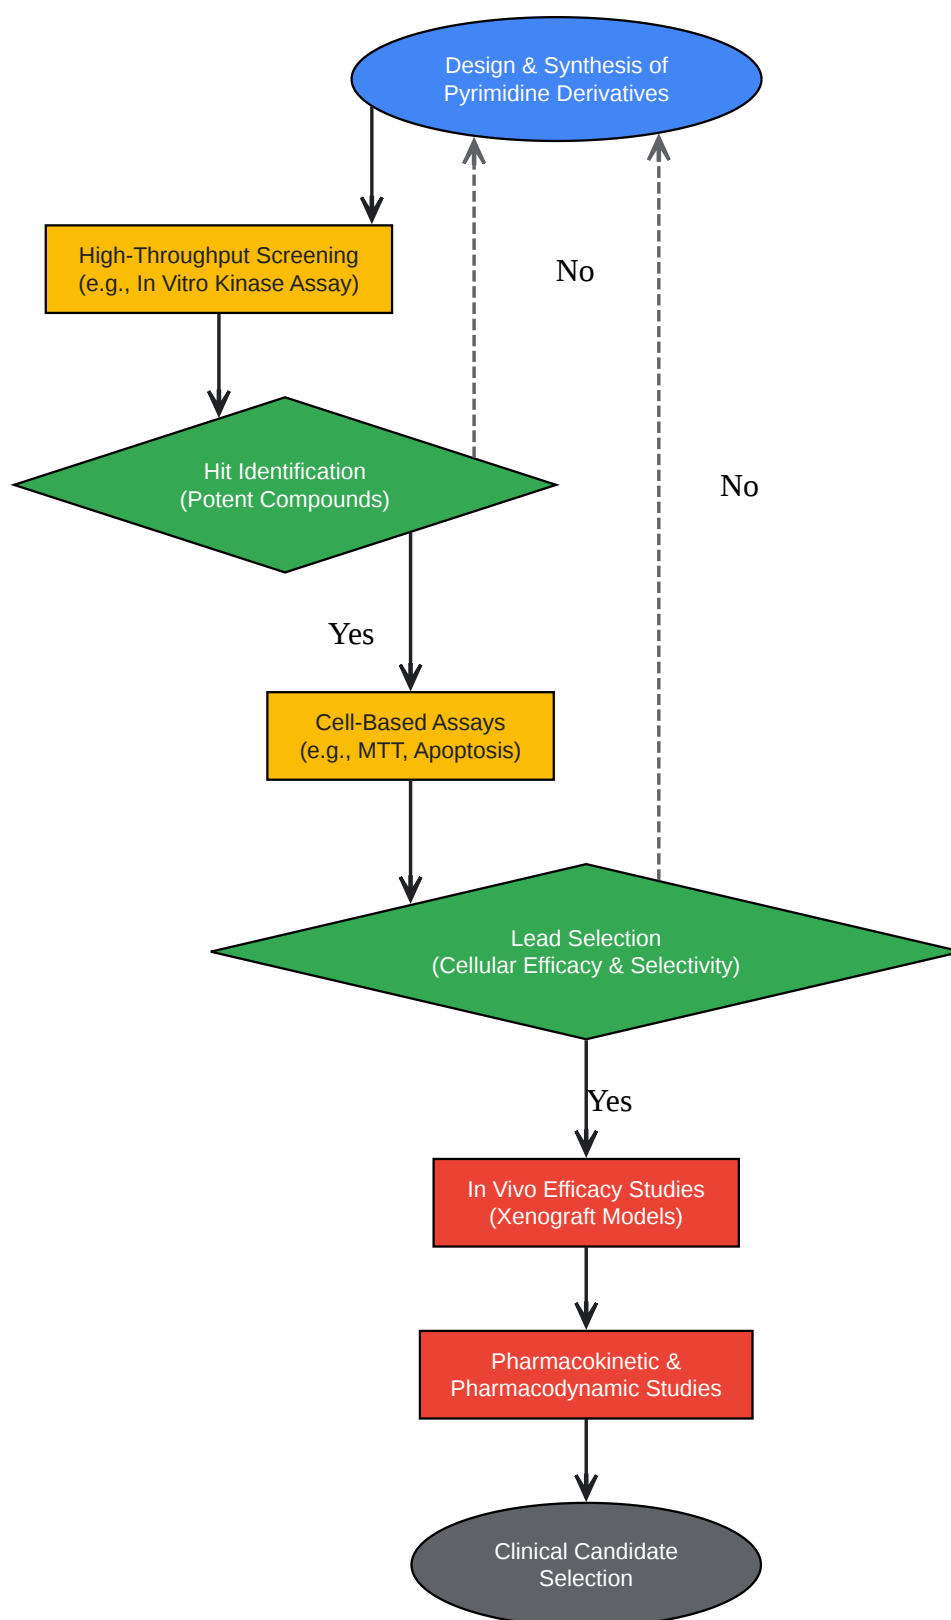 Design & Synthesis of
Pyrimidine Derivatives
High-Throughput Screening
(e.g., In Vitro Kinase Assay)
No
Hit Identification
(Potent Compounds)
No
Yes
Cell-Based Assays
(e.g., MTT, Apoptosis)
Lead Selection
(Cellular Efficacy & Selectivity)
Yes
In Vivo Efficacy Studies
(Xenograft Models)
Pharmacokinetic &
Pharmacodynamic Studies
Clinical Candidate
Selection